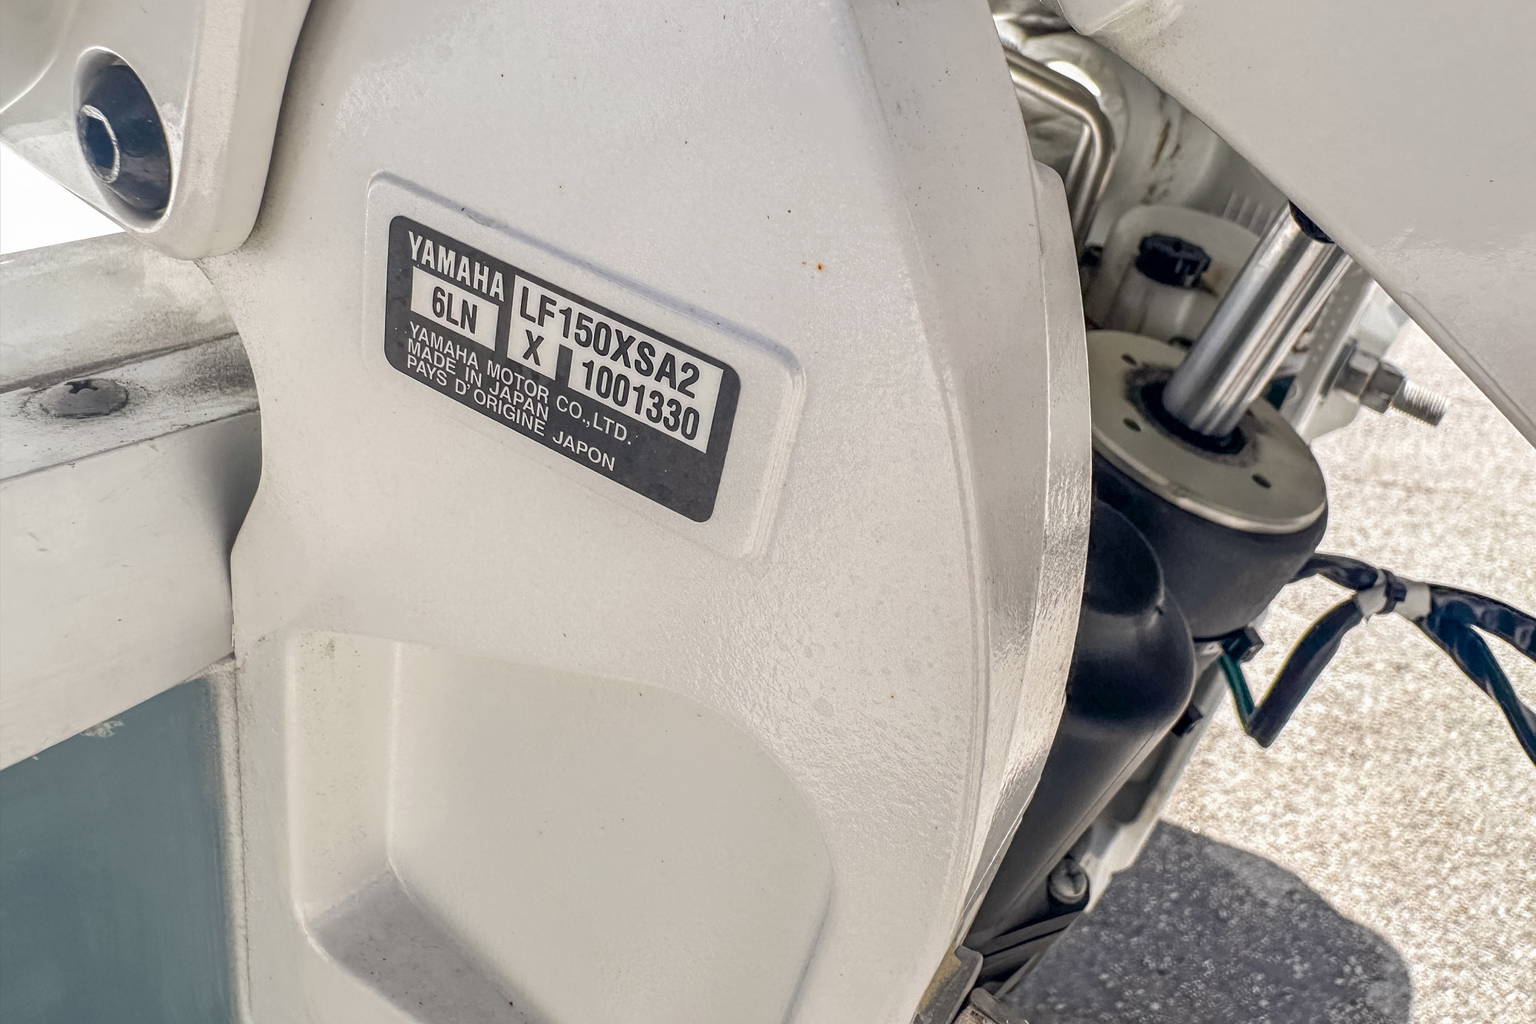 YAMAHA
LF150XSA2
6LN
X 1001330
YAMAHA MOTOR CO.,LTD.
MADE IN JAPAN
PAYS D'ORIGINE JAPON